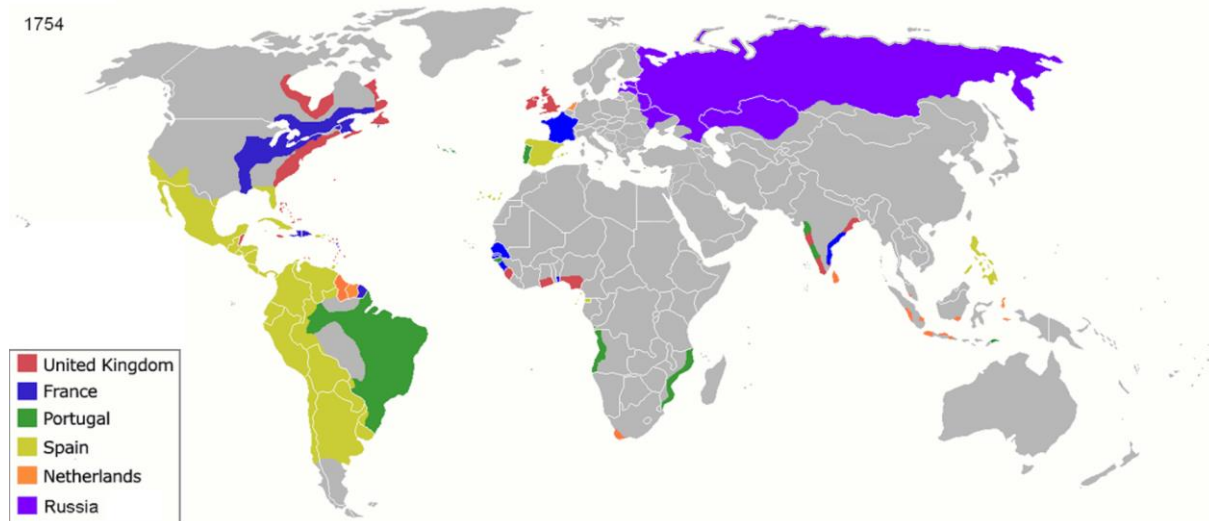 1754
United Kingdom
France
Portugal
Spain
Netherlands
Russia